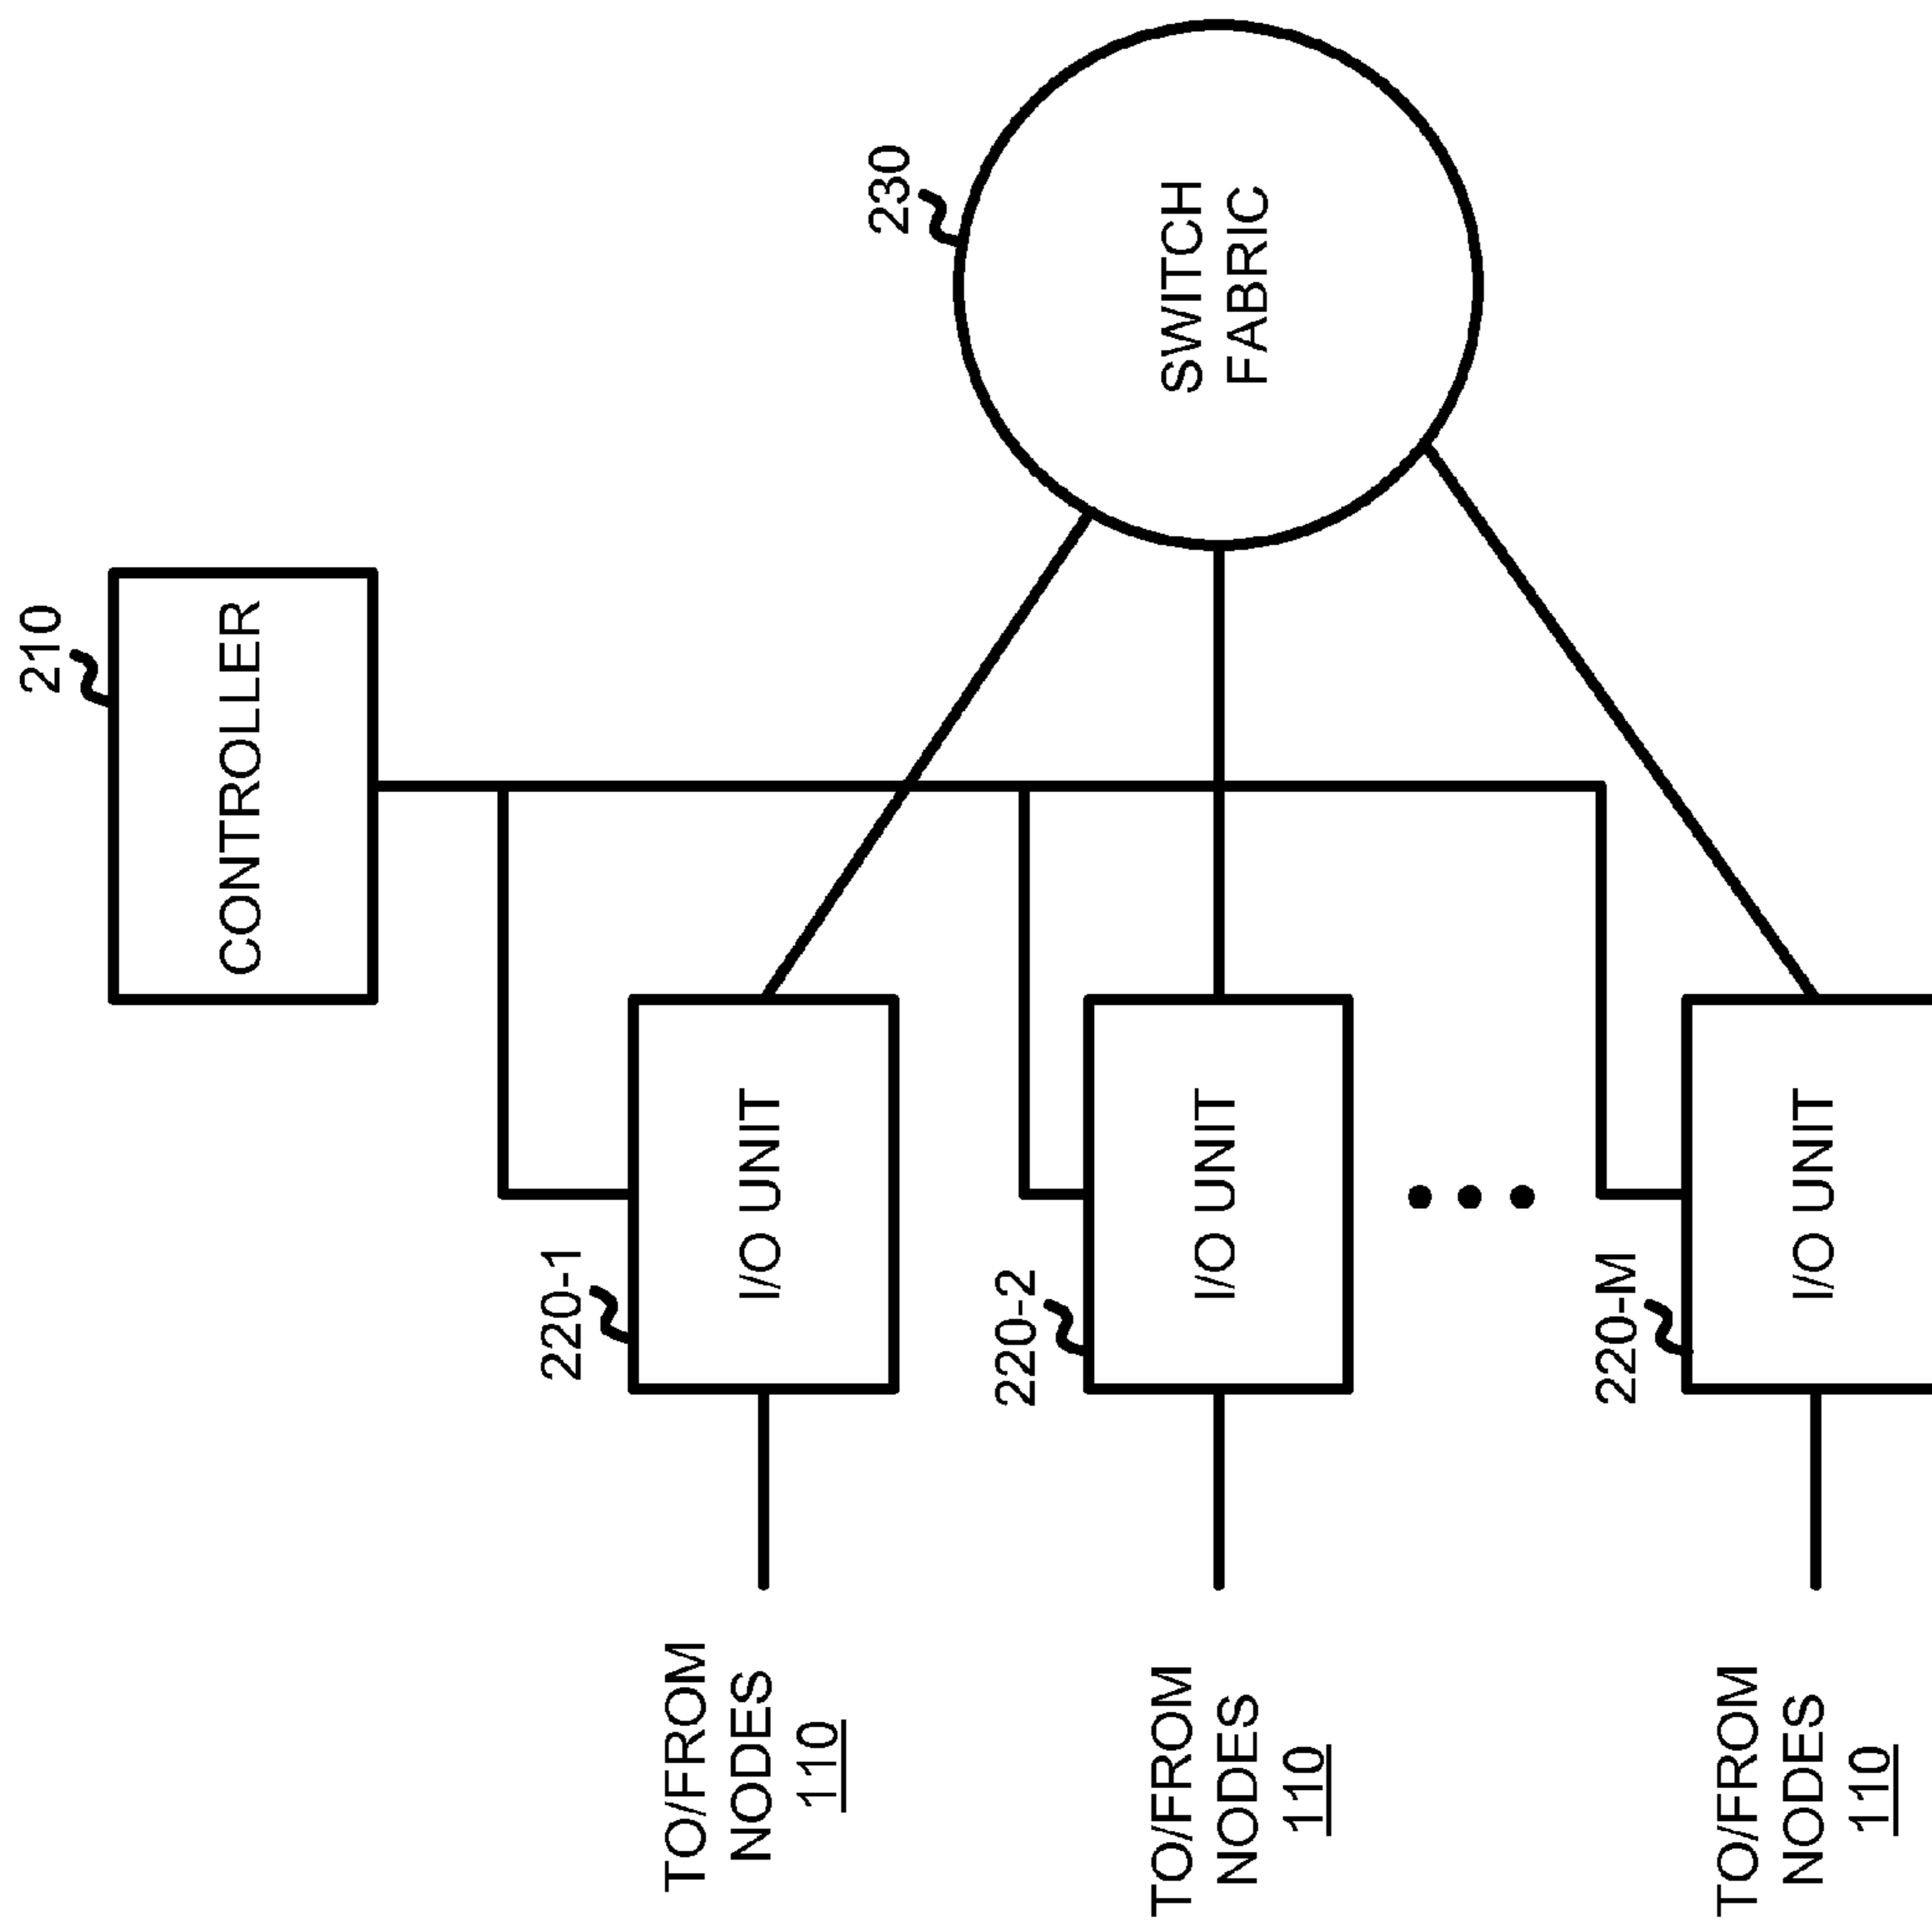 210
CONTROLLER
220-1
I/O UNIT
TO/FROM
NODES
110
230
SWITCH
FABRIC
220-2
I/O UNIT
TO/FROM
NODES
110
220-M
I/O UNIT
TO/FROM
NODES
110